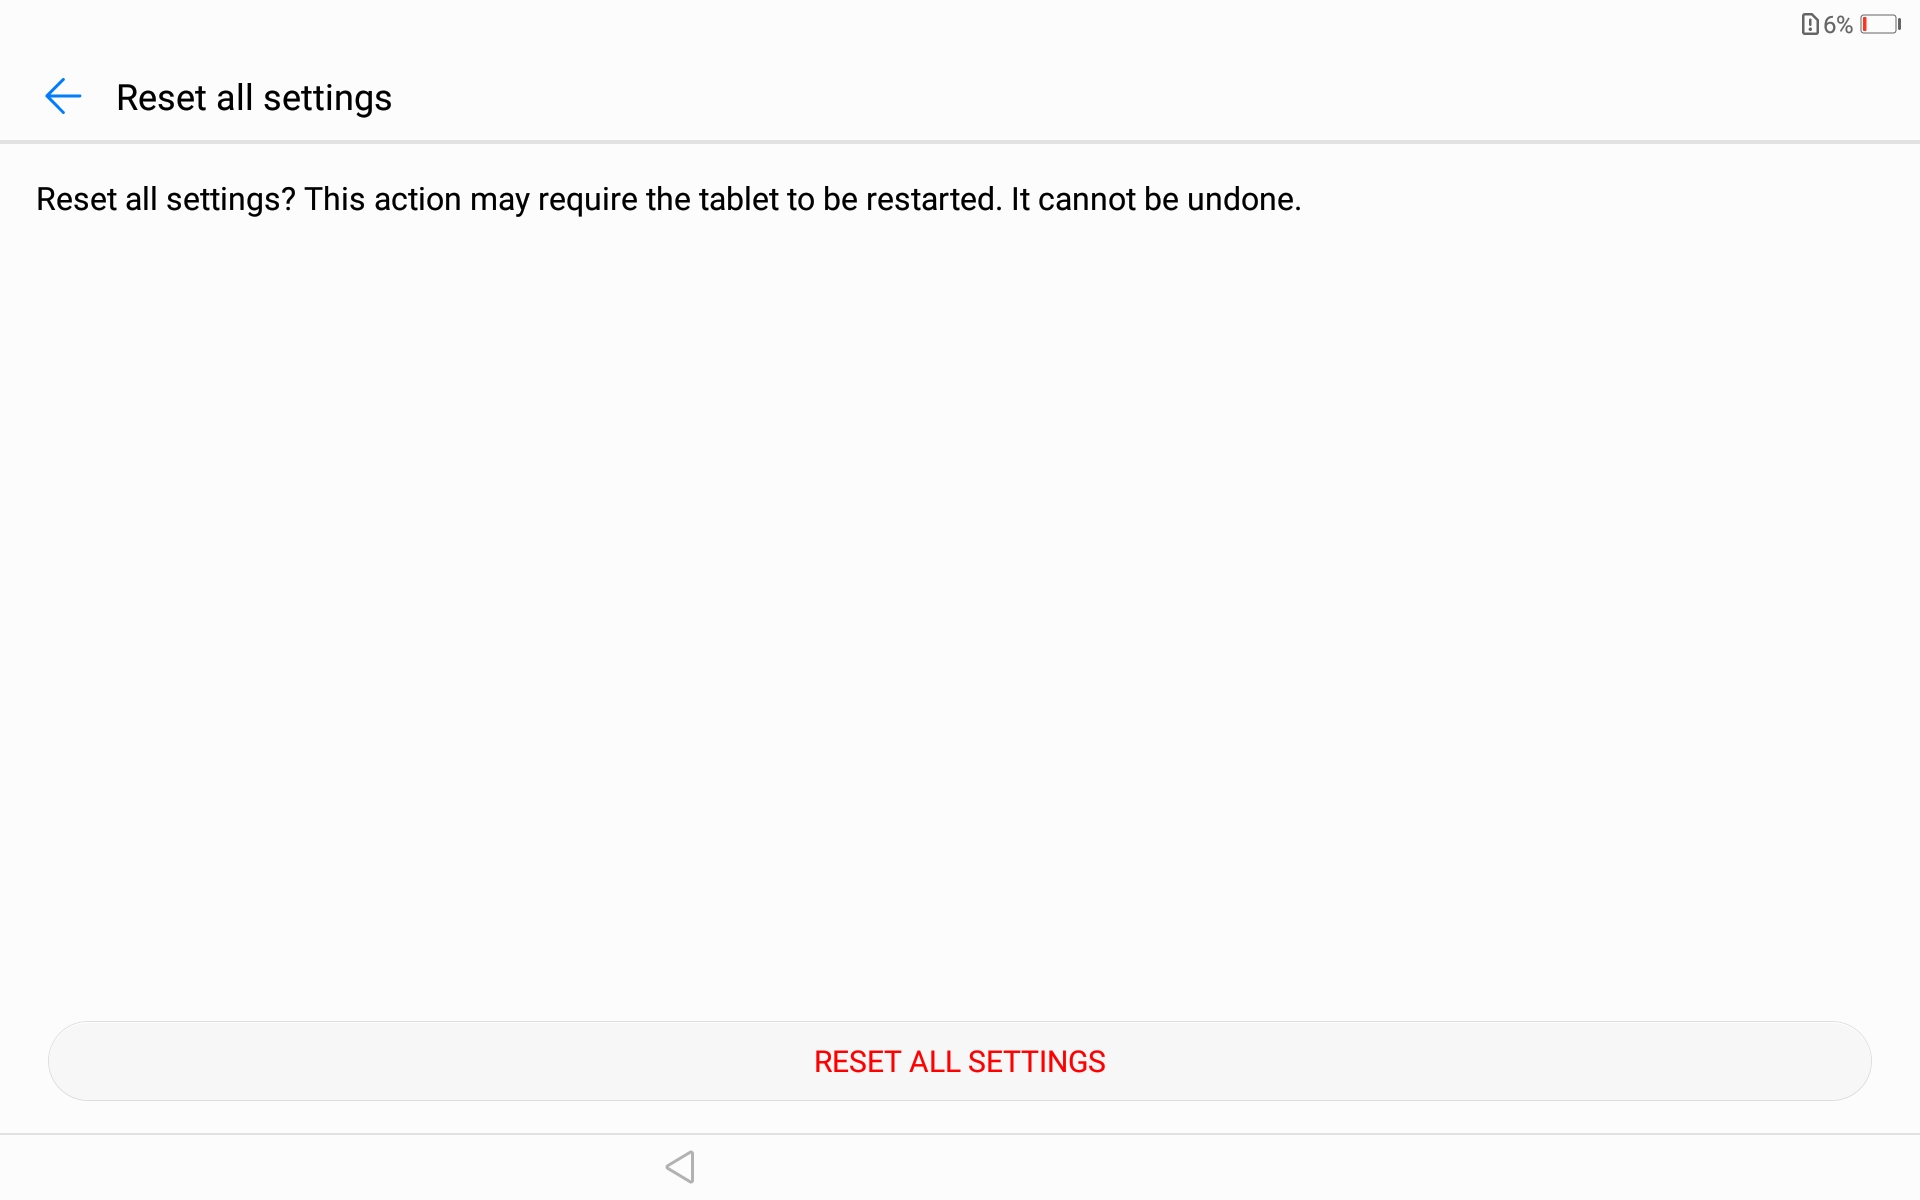 6%
Reset all settings
Reset all settings? This action may require the tablet to be restarted. It cannot be undone.
RESET ALL SETTINGS